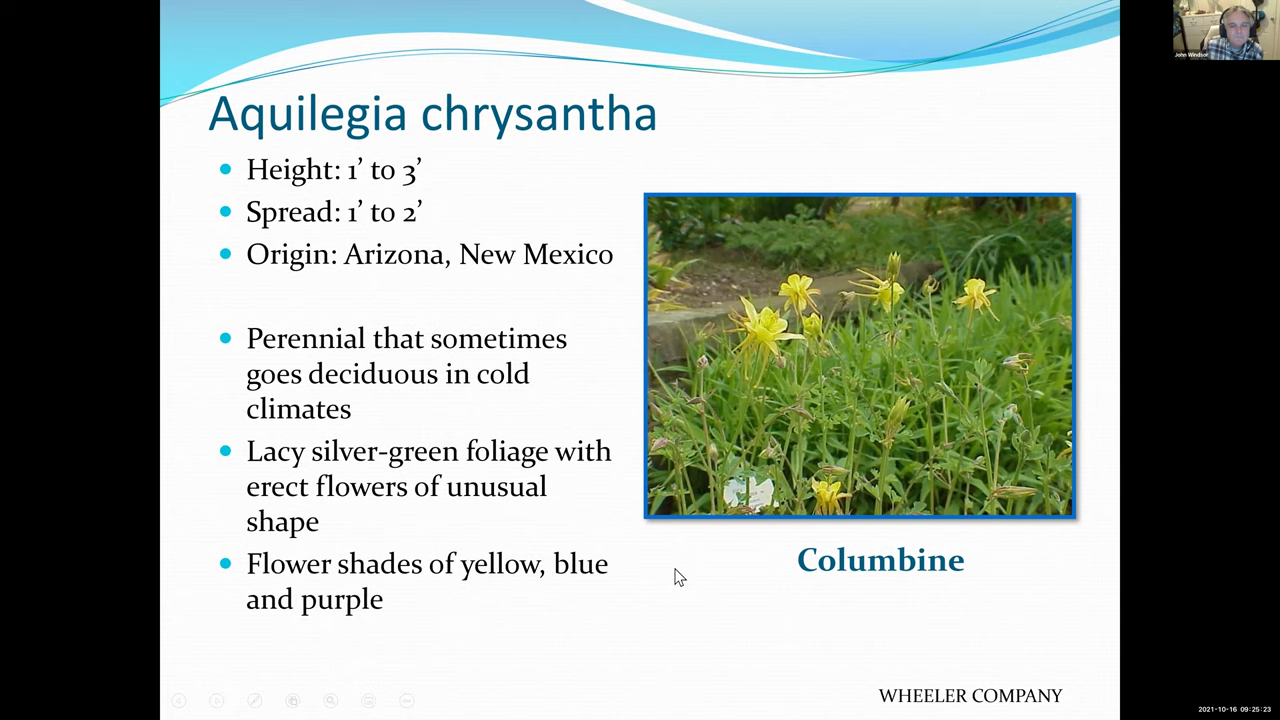 John Windsor
Aquilegia chrysantha
Height: 1’ to 3’
Spread: 1’ to 2’
Origin: Arizona, New Mexico
Perennial that sometimes
goes deciduous in cold
climates
Lacy silver-green foliage with
erect flowers of unusual
shape
Flower shades of yellow, blue
and purple
Columbine
WHEELER COMPANY
2021-10-16 09:25:23